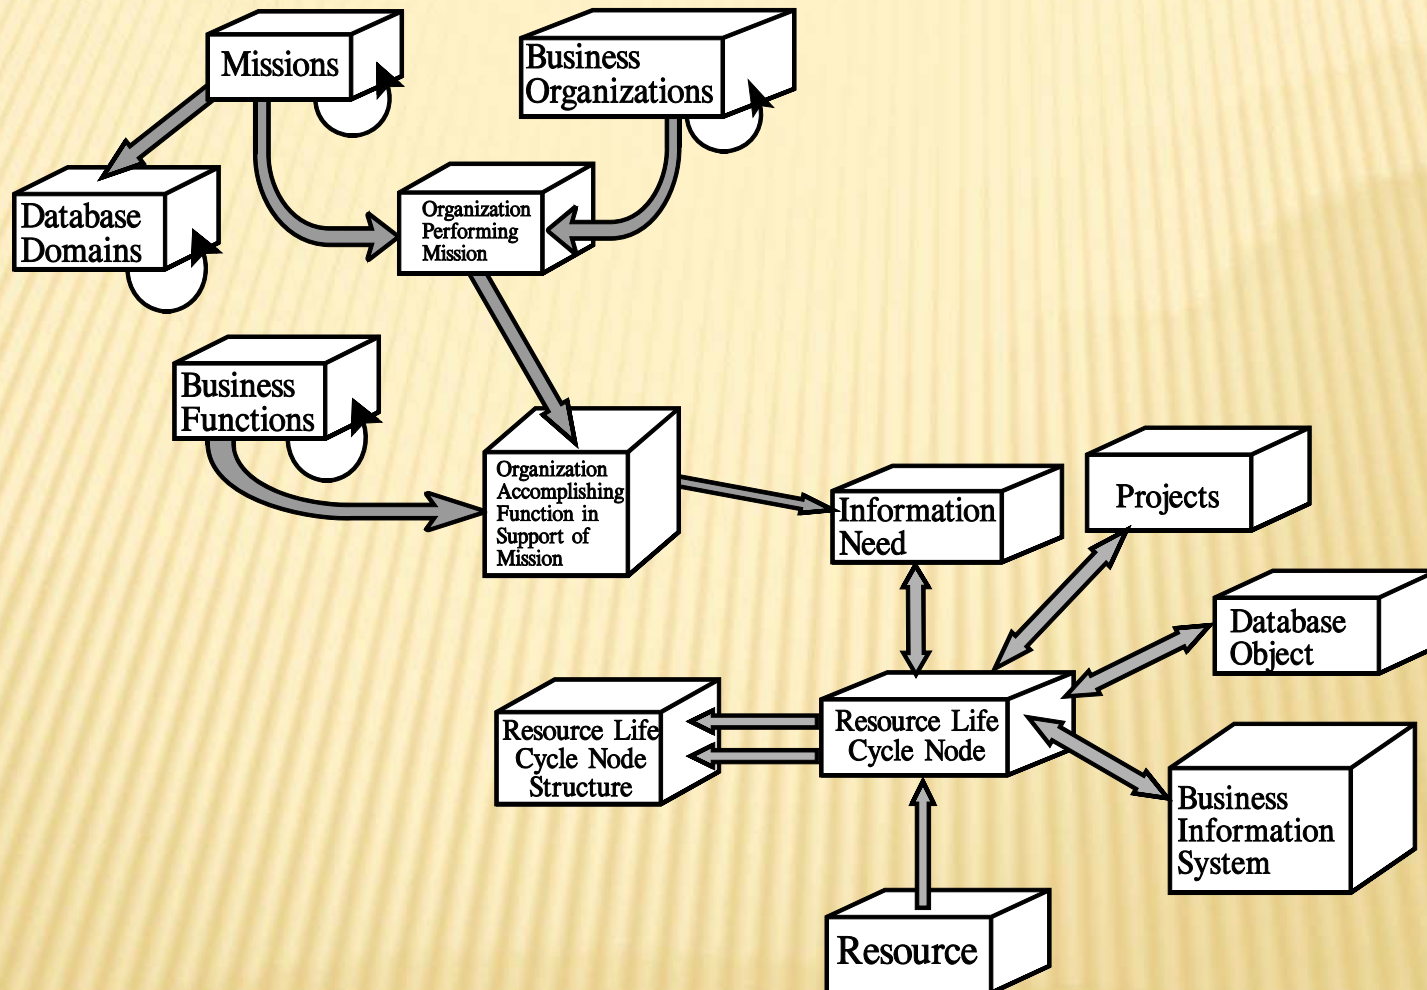 Missions
Business
Organizations
Database
Domains
Organization
Performing
Mission
Business
Functions
Organization
Accomplishing
Function in
Support of
Mission
Information
Need
Projects
Database
Object
Resource Life
Cycle Node
Structure
Resource Life
Cycle Node
Business
Information
System
Resource